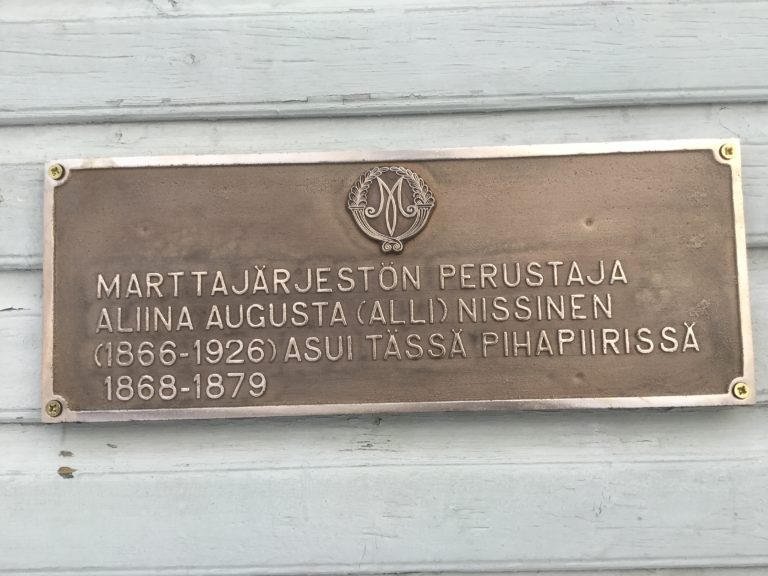 M
MARTTAJÄRJESTÖN PERUSTAJA
ALIINA AUGUSTA (ALLI) NISSINEN
(1866-1926) ASUI TÄSSÄ PIHAPIIRISSÄ
1868-1879